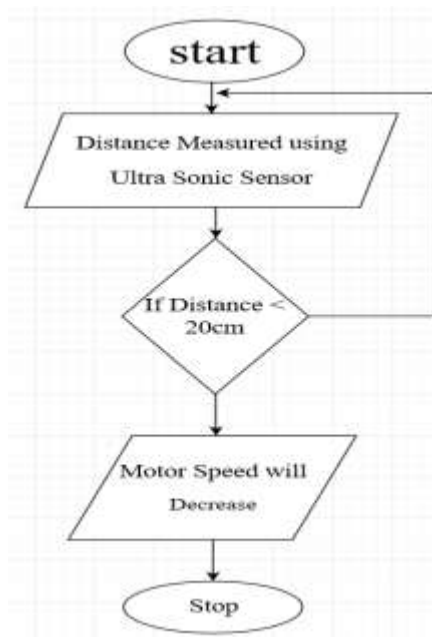 start
Distance Measured using
Ultra Sonic Sensor
If Distance <
20cm
Motor Speed will
Decrease
Stop